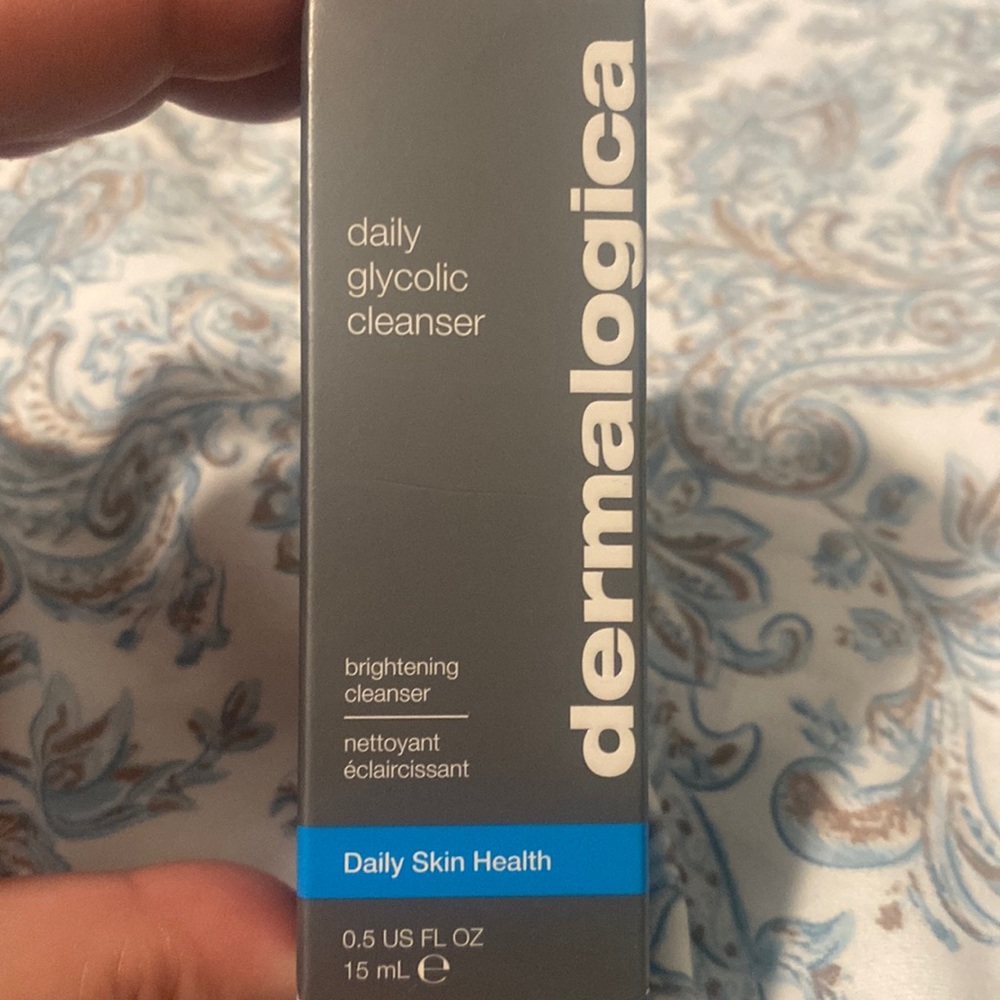 daily
glycolic
cleanser
dermalogica
brightening
cleanser
nettoyant
éclaircissant
Daily Skin Health
0.5 US FL OZ
15 mL ℮